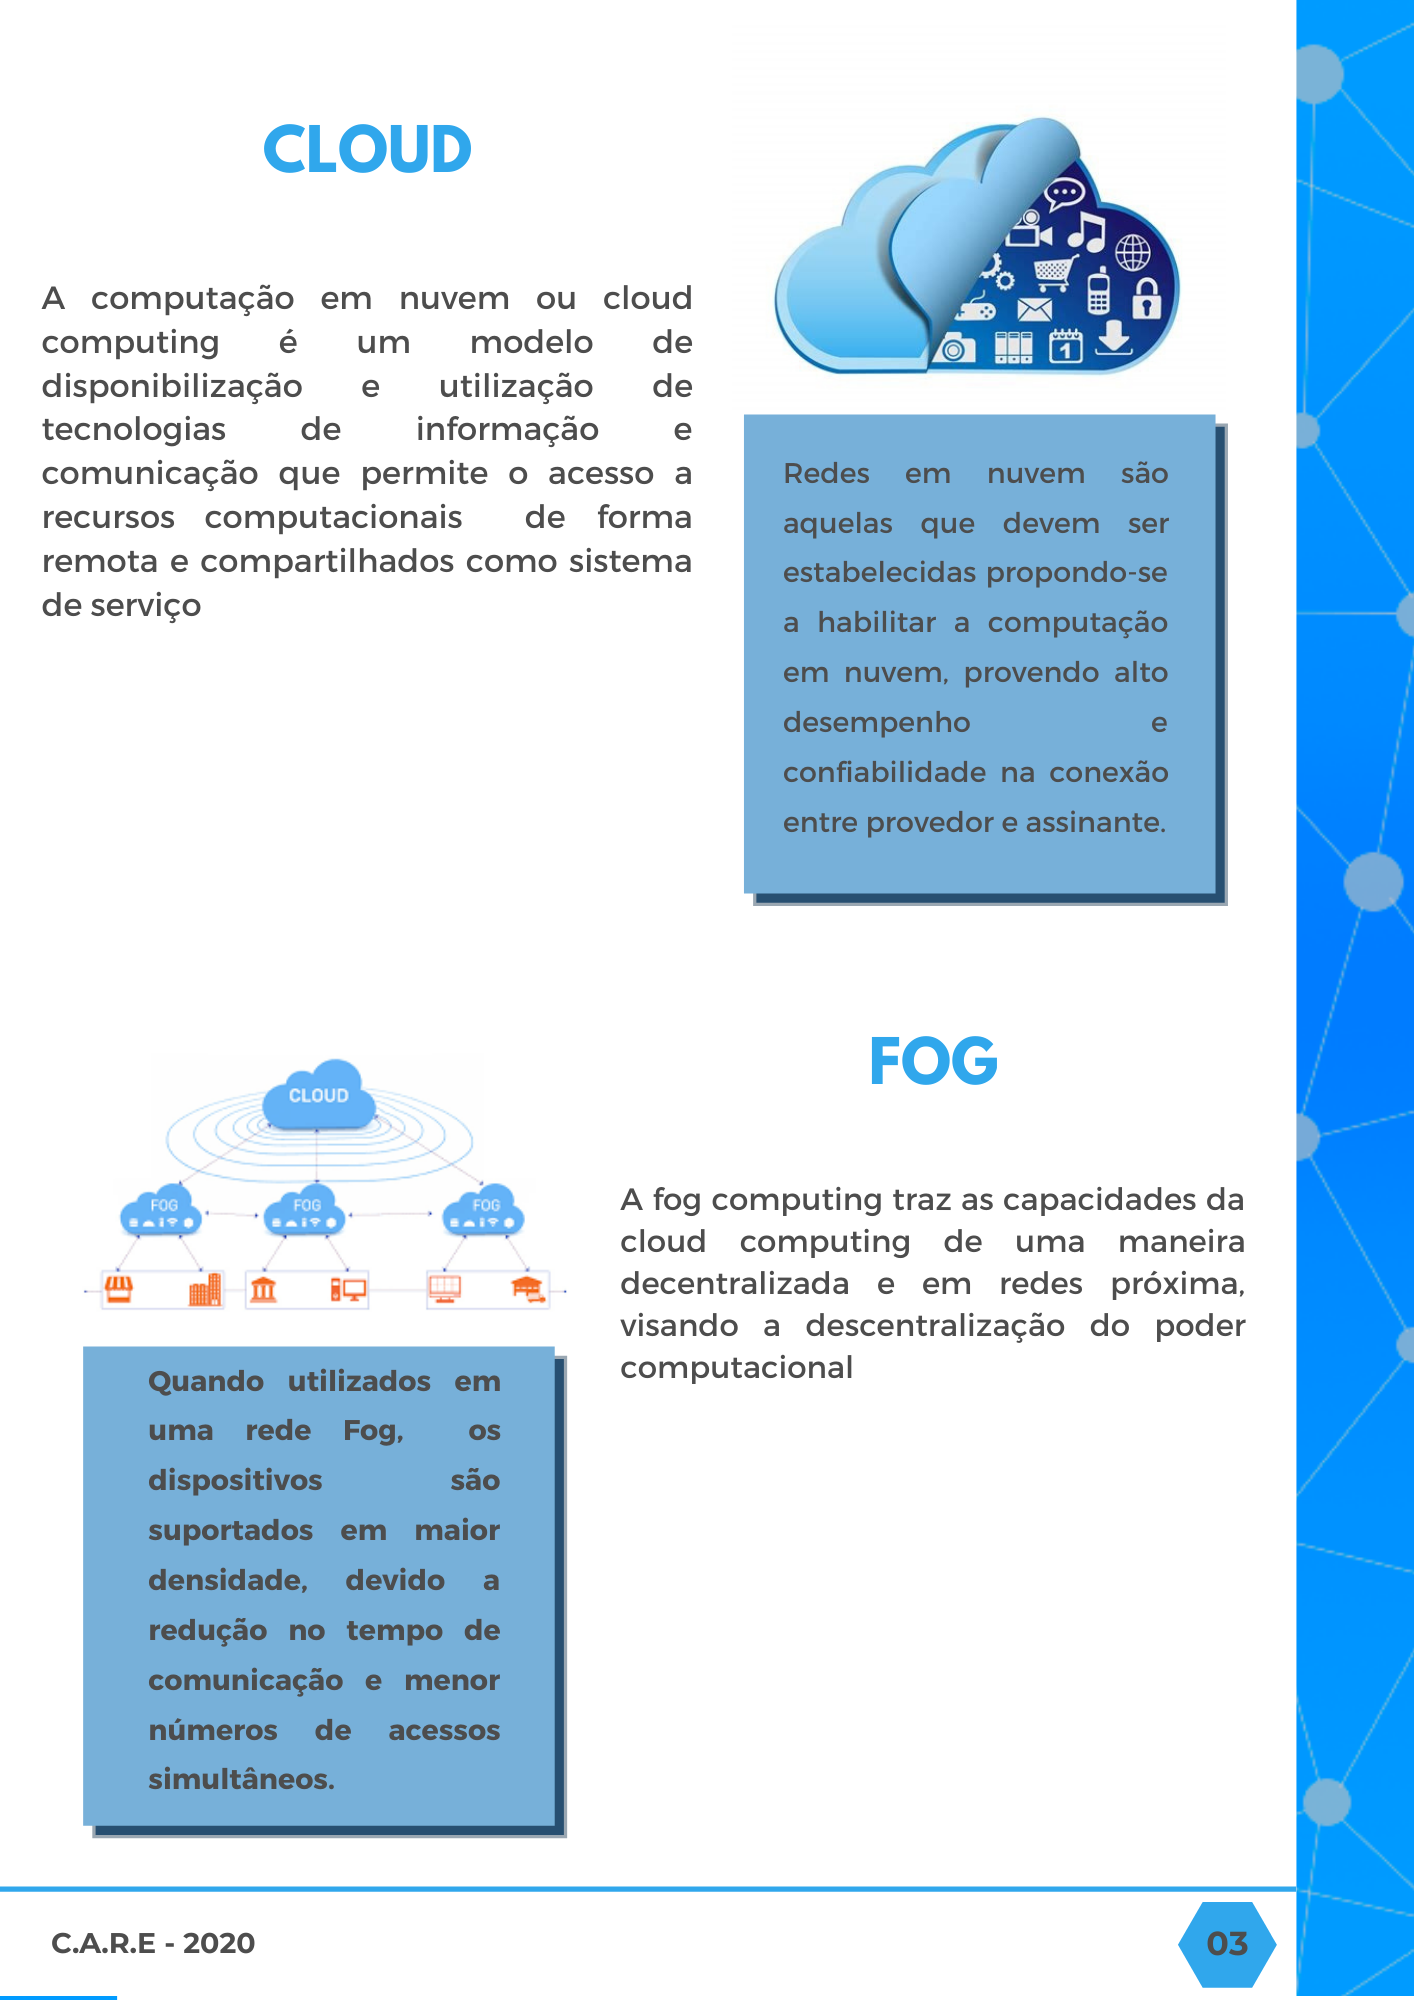 CLOUD
A computação em nuvem ou cloud
computing é um modelo de
disponibilização e utilização de
tecnologias de informação e
comunicação que permite o acesso a
recursos computacionais de forma
remota e compartilhados como sistema
de serviço
1
Redes em nuvem são
aquelas que devem ser
estabelecidas propondo-se
a habilitar a computação
em nuvem, provendo alto
desempenho e
confiabilidade na conexão
entre provedor e assinante.
FOG
A fog computing traz as capacidades da
cloud computing de uma maneira
decentralizada e em redes próxima,
visando a descentralização do poder
computacional
CLOUD
FOG FOG FOG
Quando utilizados em
uma rede Fog, os
dispositivos são
suportados em maior
densidade, devido a
redução no tempo de
comunicação e menor
números de acessos
simultâneos.
C.A.R.E - 2020
03